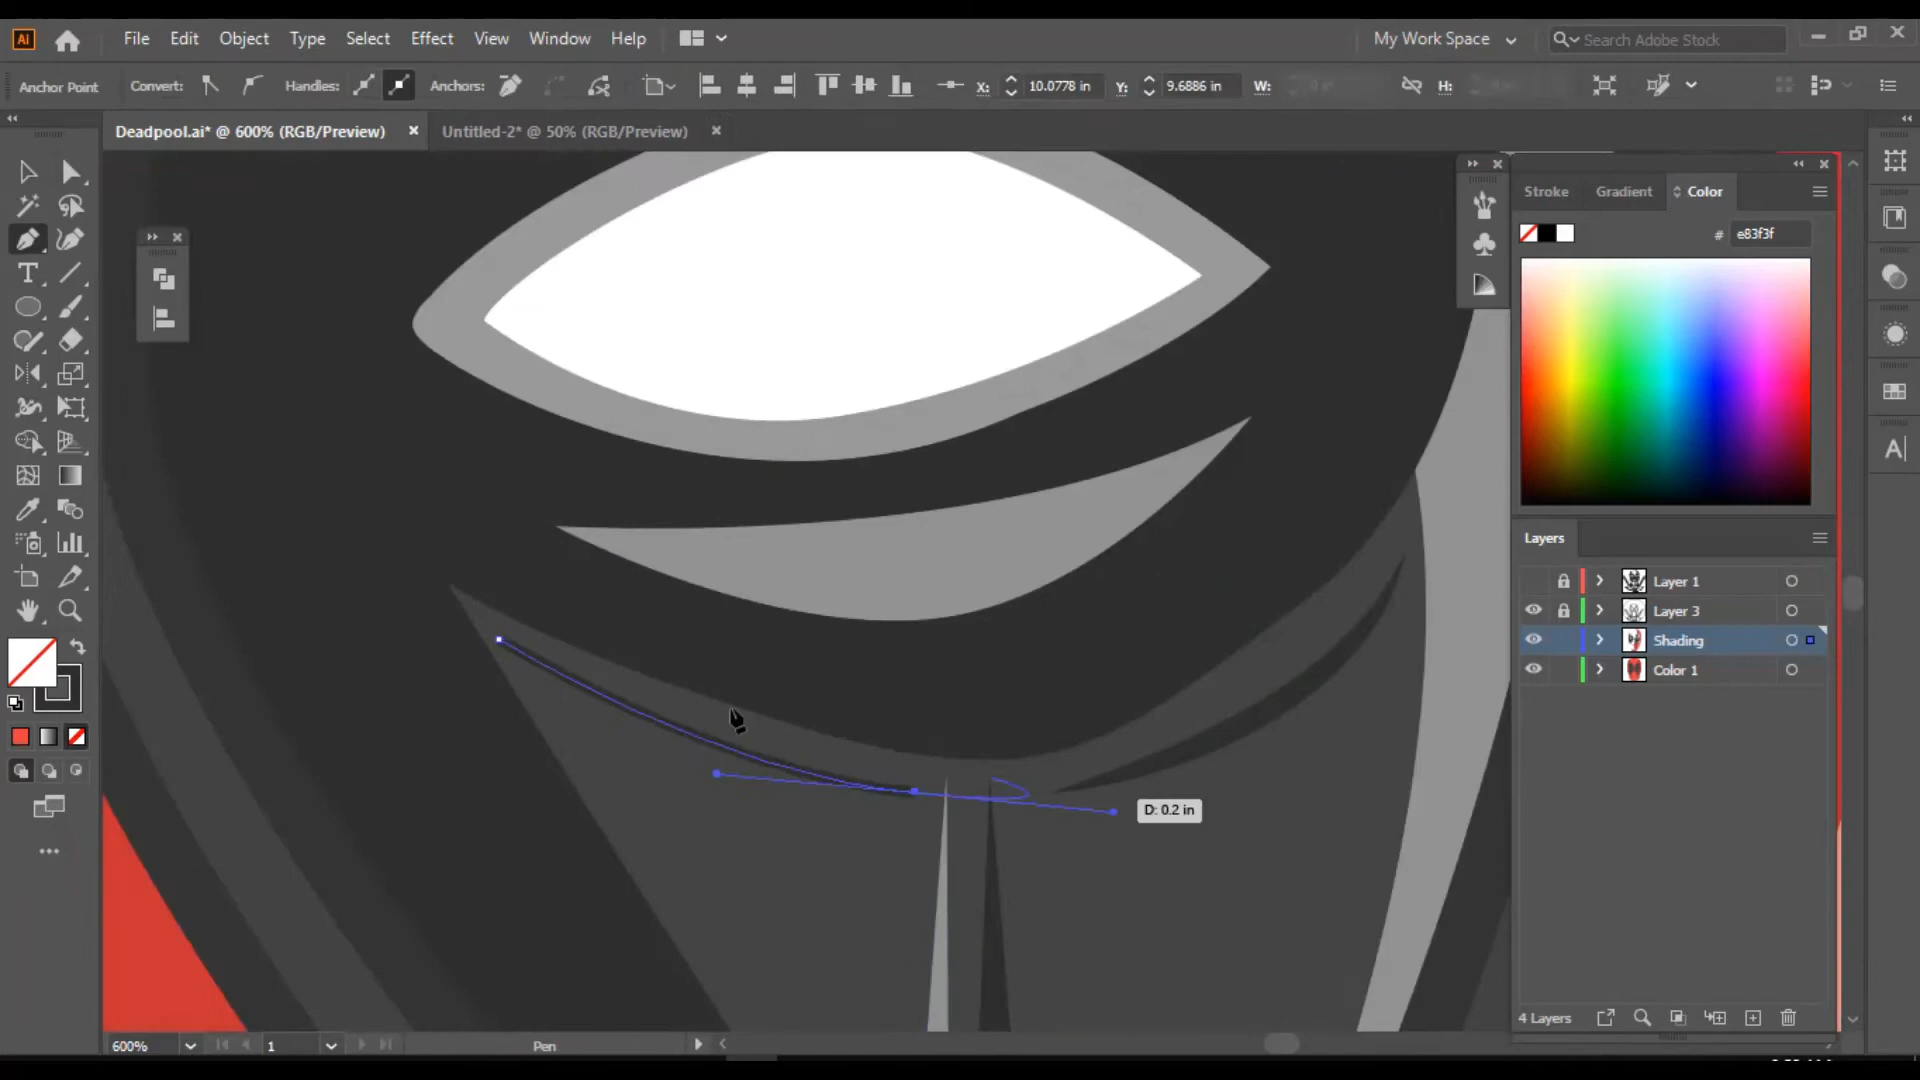 Ai File Edit Object Type Select Effect View Window Help My Work Space Search Adobe Stock
Anchor Point Convert: Handles: Anchors: X: 10.0778 in Y: 9.6886 in W: 0 in H:
Deadpool.ai* @ 600% (RGB/Preview) Untitled-2* @ 50% (RGB/Preview)
Stroke Gradient Color
# e83f3f
Layers
Layer 1
Layer 3
Shading
Color 1
D: 0.2 in
4 Layers
600% 1 Pen